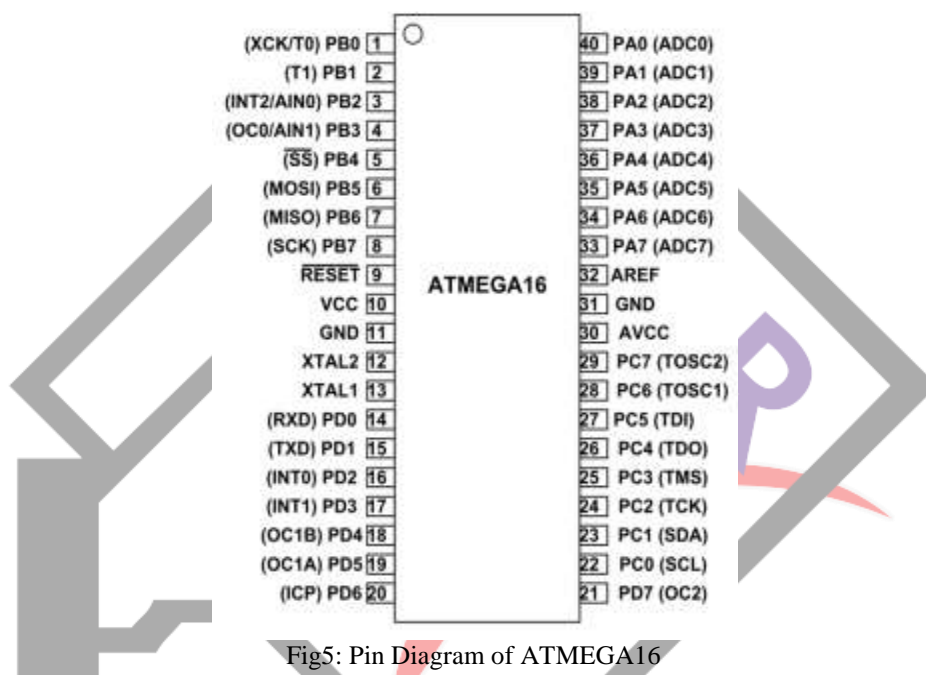 (XCK/T0) PB0 1
(T1) PB1 2
(INT2/AIN0) PB2 3
(OC0/AIN1) PB3 4
(SS) PB4 5
(MOSI) PB5 6
(MISO) PB6 7
(SCK) PB7 8
RESET 9
VCC 10
GND 11
XTAL2 12
XTAL1 13
(RXD) PD0 14
(TXD) PD1 15
(INT0) PD2 16
(INT1) PD3 17
(OC1B) PD4 18
(OC1A) PD5 19
(ICP) PD6 20
ATMEGA16
40 PA0 (ADC0)
39 PA1 (ADC1)
38 PA2 (ADC2)
37 PA3 (ADC3)
36 PA4 (ADC4)
35 PA5 (ADC5)
34 PA6 (ADC6)
33 PA7 (ADC7)
32 AREF
31 GND
30 AVCC
29 PC7 (TOSC2)
28 PC6 (TOSC1)
27 PC5 (TDI)
26 PC4 (TDO)
25 PC3 (TMS)
24 PC2 (TCK)
23 PC1 (SDA)
22 PC0 (SCL)
21 PD7 (OC2)
Fig5: Pin Diagram of ATMEGA16